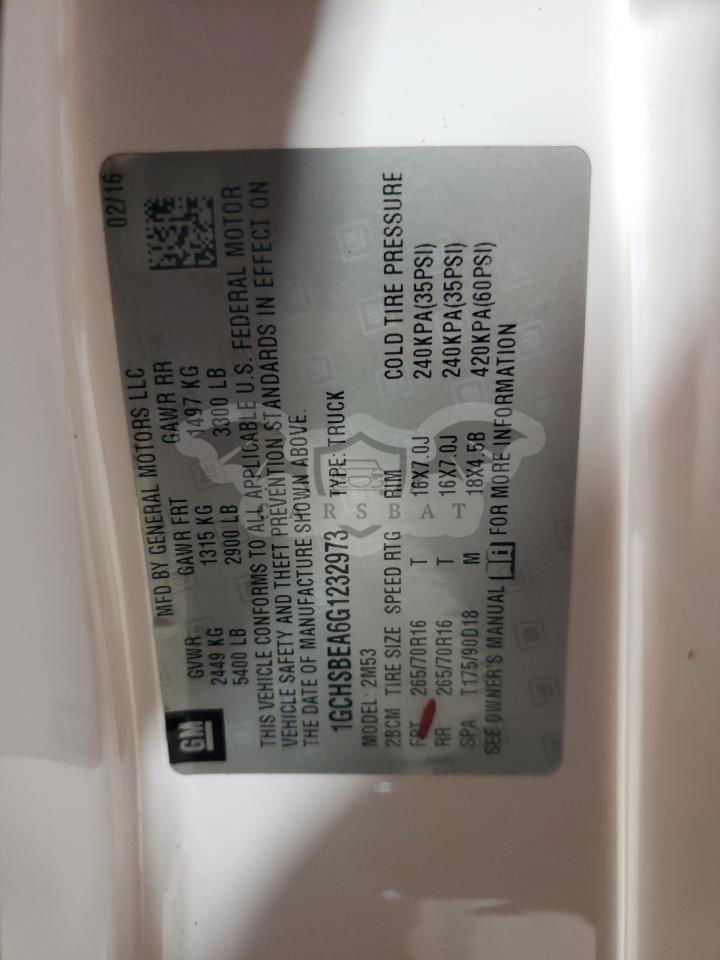 02/16
GM
MFD BY GENERAL MOTORS LLC
GVWR GAWR FRT GAWR RR
2449 KG 1315 KG 1497 KG
5400 LB 2900 LB 3300 LB
THIS VEHICLE CONFORMS TO ALL APPLICABLE U.S. FEDERAL MOTOR
VEHICLE SAFETY AND THEFT PREVENTION STANDARDS IN EFFECT ON
THE DATE OF MANUFACTURE SHOWN ABOVE.
1GCHSBEA6G1232973 TYPE: TRUCK
MODEL: 2M53
2BCM TIRE SIZE SPEED RTG RIM COLD TIRE PRESSURE
FRT 265/70R16 T 16X7.0J 240KPA(35PSI)
RR 265/70R16 T 16X7.0J 240KPA(35PSI)
SPA T175/90D18 M 18X4.5B 420KPA(60PSI)
SEE OWNER'S MANUAL FOR MORE INFORMATION
CARSBAT